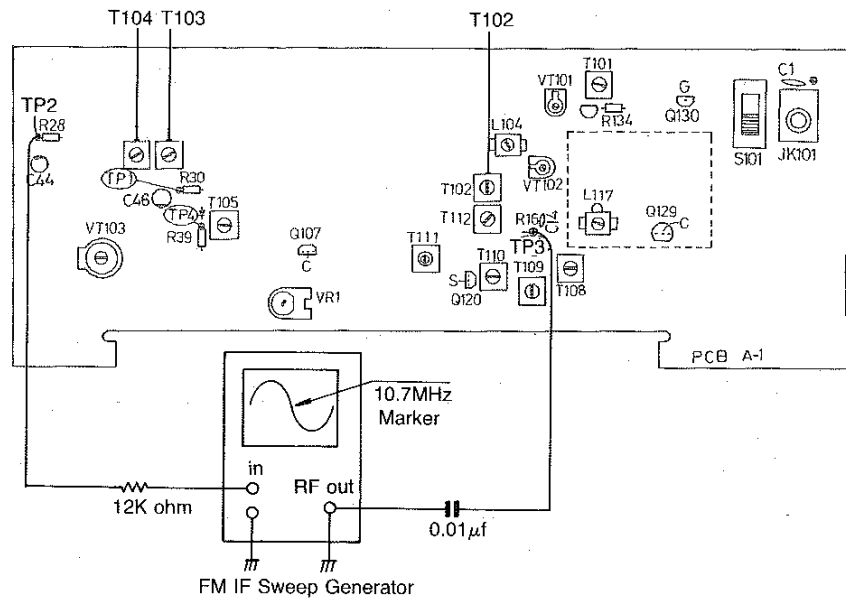 T104 T103
T102
TP2
R28
C44
TP1
R30
C46
TP4
T105
R39
VT103
Q107
C
VR1
T111
L104
VT101
T101
R134
G
Q130
C1
S101
JK101
VT102
T102
T112
TP3
L117
Q129
C
S
Q120
T110
T109
T108
PCB A-1
10.7MHz
Marker
in
RF out
12K ohm
0.01µf
FM IF Sweep Generator